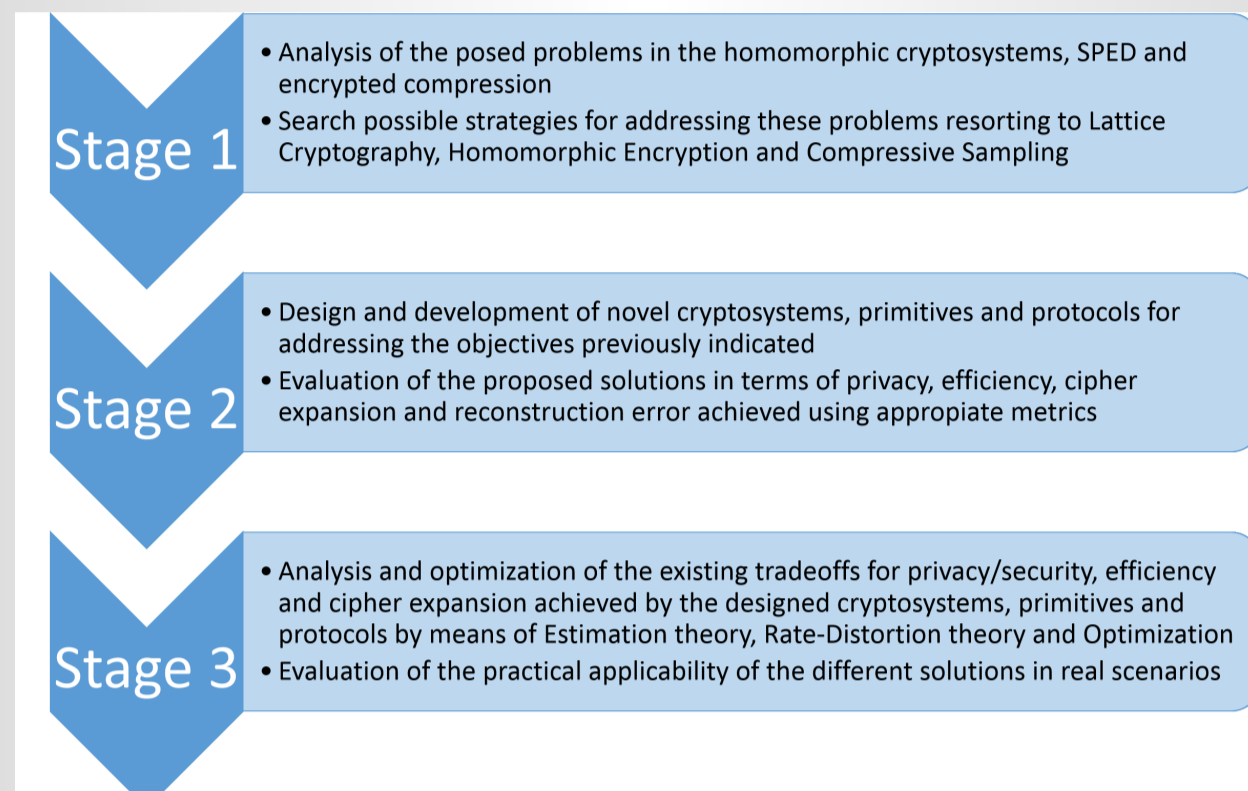 Stage 1
• Analysis of the posed problems in the homomorphic cryptosystems, SPED and
encrypted compression
• Search possible strategies for addressing these problems resorting to Lattice
Cryptography, Homomorphic Encryption and Compressive Sampling
Stage 2
• Design and development of novel cryptosystems, primitives and protocols for
addressing the objectives previously indicated
• Evaluation of the proposed solutions in terms of privacy, efficiency, cipher
expansion and reconstruction error achieved using appropiate metrics
Stage 3
• Analysis and optimization of the existing tradeoffs for privacy/security, efficiency
and cipher expansion achieved by the designed cryptosystems, primitives and
protocols by means of Estimation theory, Rate-Distortion theory and Optimization
• Evaluation of the practical applicability of the different solutions in real scenarios